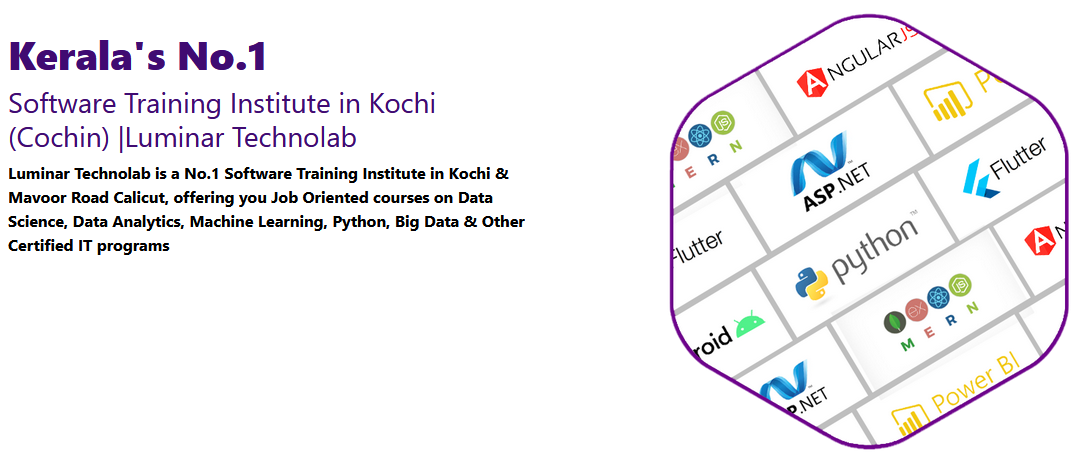 Kerala's No.1
Software Training Institute in Kochi
(Cochin) |Luminar Technolab
Luminar Technolab is a No.1 Software Training Institute in Kochi &
Mavoor Road Calicut, offering you Job Oriented courses on Data
Science, Data Analytics, Machine Learning, Python, Big Data & Other
Certified IT programs
ANGULARJS
ERN
ASP.NET
Flutter
Flutter
python™
MERN
roid
P.NET
Power BI